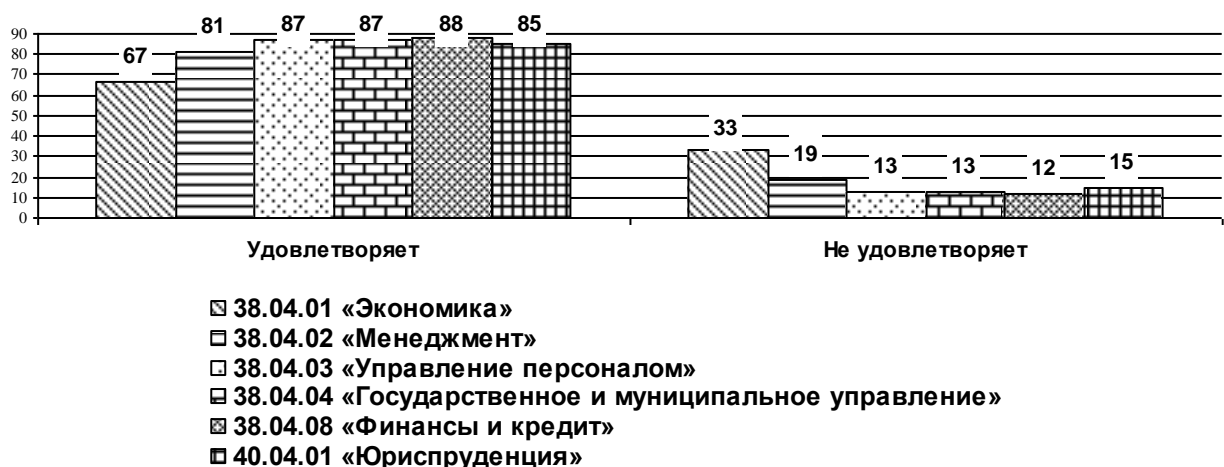 67 81 87 87 88 85
33 19 13 13 12 15
90
80
70
60
50
40
30
20
10
0
Удовлетворяет Не удовлетворяет
38.04.01 «Экономика»
38.04.02 «Менеджмент»
38.04.03 «Управление персоналом»
38.04.04 «Государственное и муниципальное управление»
38.04.08 «Финансы и кредит»
40.04.01 «Юриспруденция»